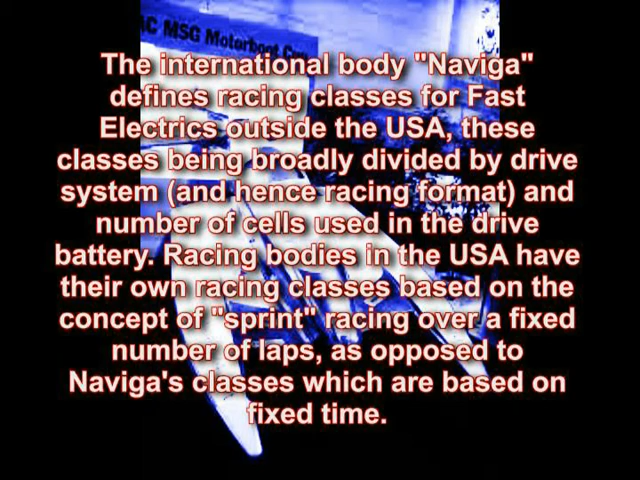 AC MSG Motorboot Cup
The international body "Naviga"
defines racing classes for Fast
Electrics outside the USA, these
classes being broadly divided by drive
system (and hence racing format) and
number of cells used in the drive
battery. Racing bodies in the USA have
their own racing classes based on the
concept of "sprint" racing over a fixed
number of laps, as opposed to
Naviga's classes which are based on
fixed time.